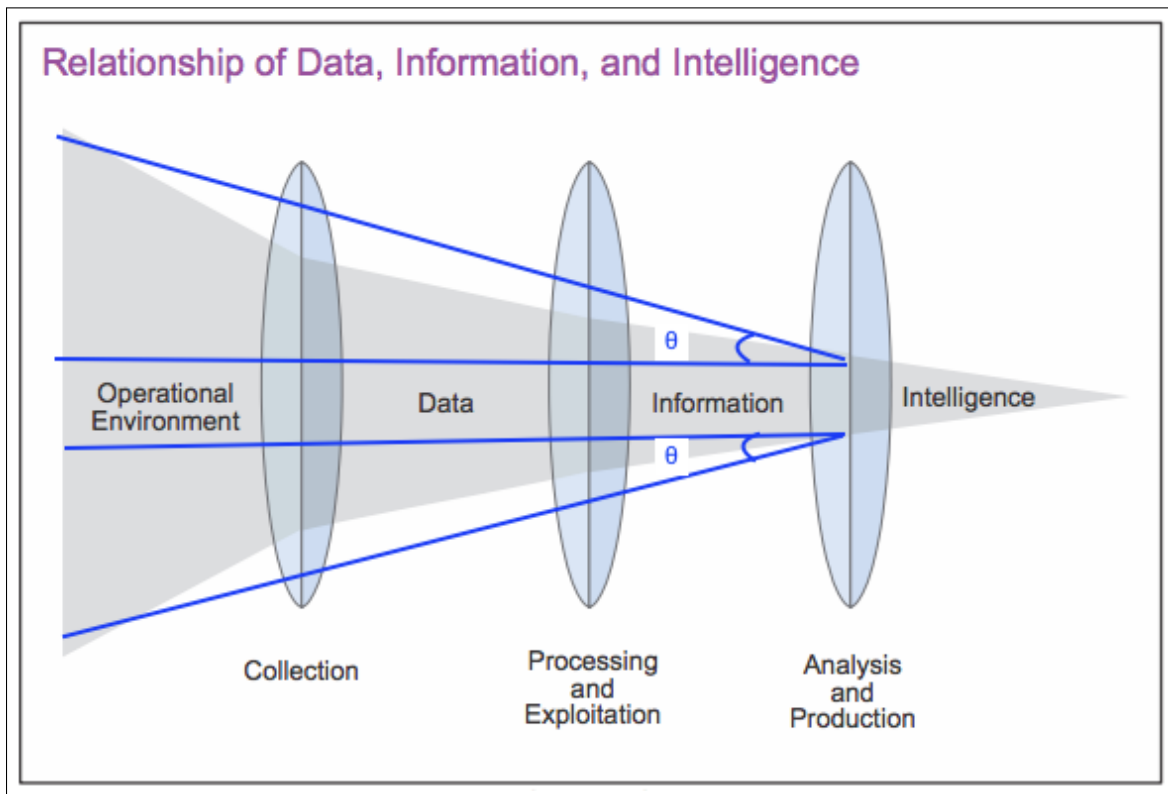 Relationship of Data, Information, and Intelligence
θ
Operational
Environment
Data
Information
Intelligence
θ
Collection
Processing
and
Exploitation
Analysis
and
Production